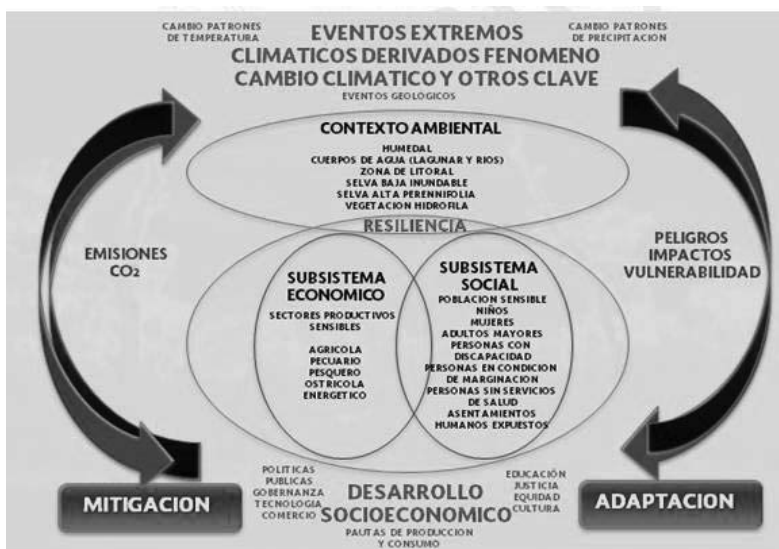 CAMBIO PATRONES
DE TEMPERATURA
EVENTOS EXTREMOS
CLIMATICOS DERIVADOS FENOMENO
CAMBIO CLIMATICO Y OTROS CLAVE
EVENTOS GEOLÓGICOS
CAMBIO PATRONES
DE PRECIPITACION
CONTEXTO AMBIENTAL
HUMEDAL
CUERPOS DE AGUA (LAGUNAR Y RIOS)
ZONA DE LITORAL
SELVA BAJA INUNDABLE
SELVA ALTA PERENNIFOLIA
VEGETACION HIDROFILA
RESILIENCIA
EMISIONES
CO2
SUBSISTEMA
ECONOMICO
SECTORES PRODUCTIVOS
SENSIBLES
AGRICOLA
PECUARIO
PESQUERO
OSTRICOLA
ENERGETICO
SUBSISTEMA
SOCIAL
POBLACION SENSIBLE
NIÑOS
MUJERES
ADULTOS MAYORES
PERSONAS CON
DISCAPACIDAD
PERSONAS EN CONDICION
DE MARGINACION
PERSONAS SIN SERVICIOS
DE SALUD
ASENTAMIENTOS
HUMANOS EXPUESTOS
PELIGROS
IMPACTOS
VULNERABILIDAD
MITIGACION
POLITICAS
PUBLICAS
GOBERNANZA
TECNOLOGIA
COMERCIO
DESARROLLO
SOCIOECONOMICO
PAUTAS DE PRODUCCION
Y CONSUMO
EDUCACIÓN
JUSTICIA
EQUIDAD
CULTURA
ADAPTACION